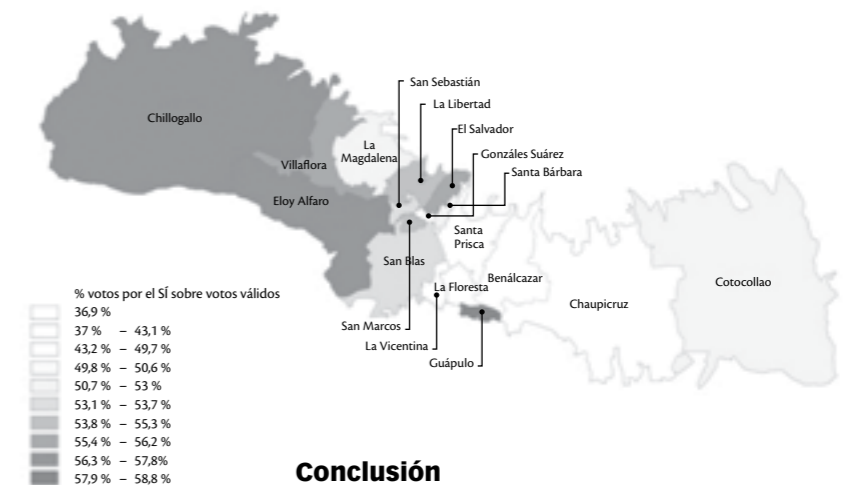 San Sebastián
La Libertad
El Salvador
Gonzáles Suárez
Santa Bárbara
Chillogallo
La
Magdalena
Villaflora
Eloy Alfaro
Santa
Prisca
San Blas
Benálcazar
La Floresta
Cotocollao
Chaupicruz
San Marcos
La Vicentina
Guápulo
% votos por el SÍ sobre votos válidos
36,9 %
37 % – 43,1 %
43,2 % – 49,7 %
49,8 % – 50,6 %
50,7 % – 53 %
53,1 % – 53,7 %
53,8 % – 55,3 %
55,4 % – 56,2 %
56,3 % – 57,8%
57,9 % – 58,8 %
Conclusión